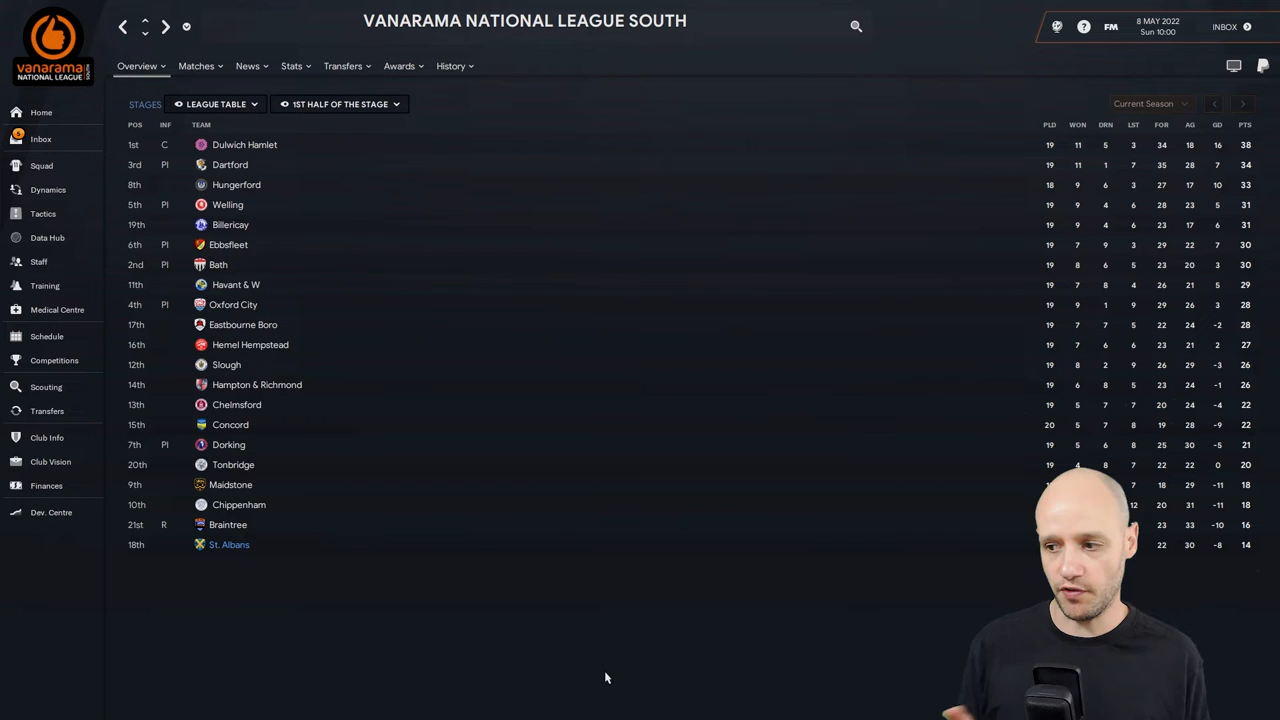 VANARAMA NATIONAL LEAGUE SOUTH
8 MAY 2022
Sun 10:00
FM
INBOX
vanarama
NATIONAL LEAGUE SOUTH
Overview Matches News Stats Transfers Awards History
Home
5
Inbox
Squad
Dynamics
Tactics
Data Hub
Staff
Training
Medical Centre
Schedule
Competitions
Scouting
Transfers
Club Info
Club Vision
Finances
Dev. Centre
STAGES LEAGUE TABLE 1ST HALF OF THE STAGE Current Season
POS INF TEAM PLD WON DRN LST FOR AG GD PTS
1st C Dulwich Hamlet 19 11 5 3 34 18 16 38
3rd PI Dartford 19 11 1 7 35 28 7 34
8th Hungerford 18 9 6 3 27 17 10 33
5th PI Welling 19 9 4 6 28 23 5 31
19th Billericay 19 9 4 6 23 17 6 31
6th PI Ebbsfleet 19 7 9 3 29 22 7 30
2nd PI Bath 19 8 6 5 23 20 3 30
11th Havant & W 19 7 8 4 26 21 5 29
4th PI Oxford City 19 9 1 9 29 26 3 28
17th Eastbourne Boro 19 7 7 5 22 24 -2 28
16th Hemel Hempstead 19 7 6 6 23 21 2 27
12th Slough 19 8 2 9 26 29 -3 26
14th Hampton & Richmond 19 6 8 5 23 24 -1 26
13th Chelmsford 19 5 7 7 20 24 -4 22
15th Concord 20 5 7 8 19 28 -9 22
7th PI Dorking 19 5 6 8 25 30 -5 21
20th Tonbridge 19 4 8 7 22 22 0 20
9th Maidstone 7 18 29 -11 18
10th Chippenham 12 20 31 -11 18
21st R Braintree 23 33 -10 16
18th St. Albans 22 30 -8 14